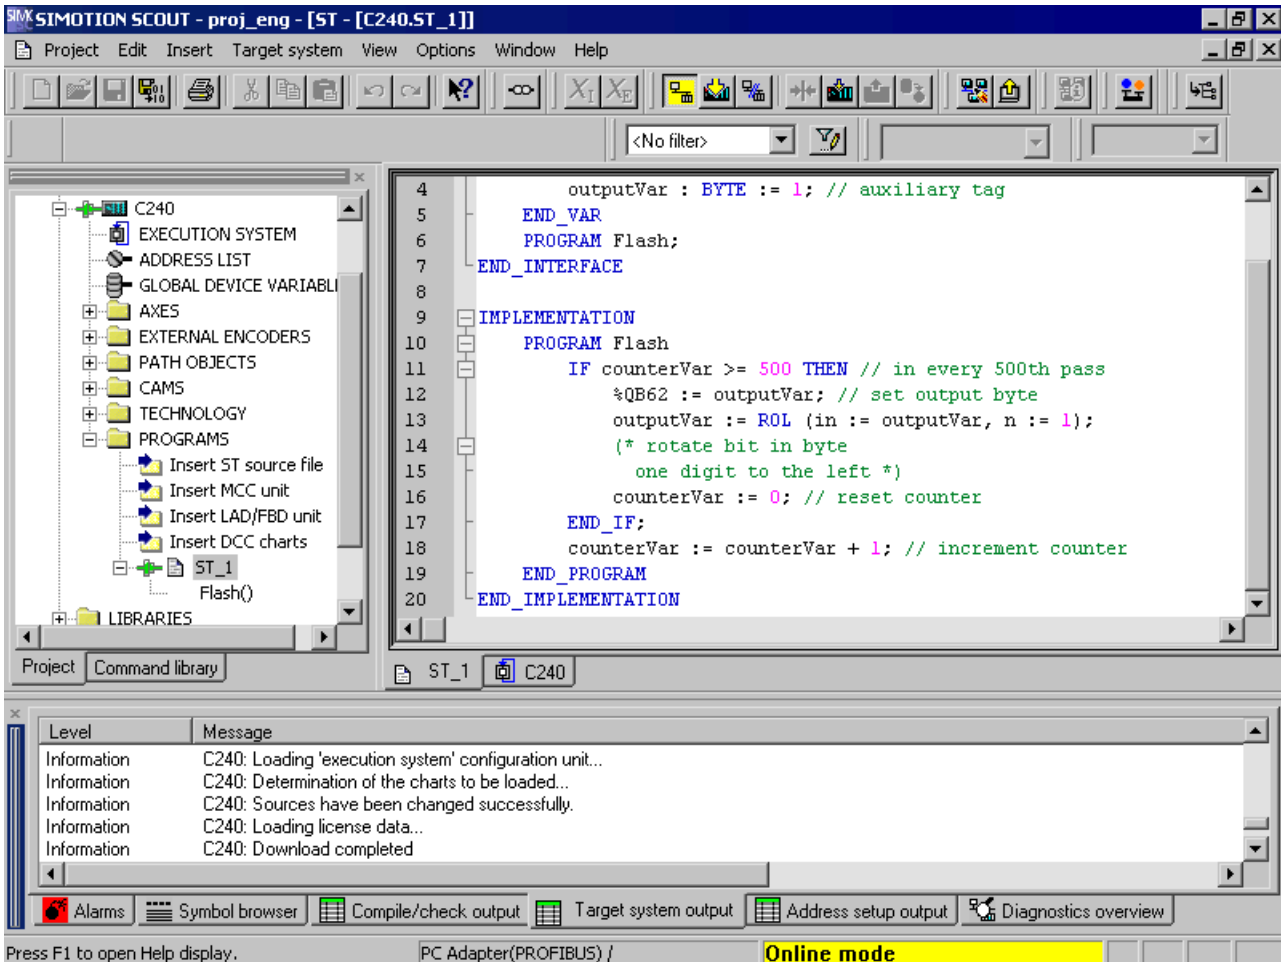 SIMOTION SCOUT - proj_eng - [ST - [C240.ST_1]]
Project Edit Insert Target system View Options Window Help
<No filter>
C240
EXECUTION SYSTEM
ADDRESS LIST
GLOBAL DEVICE VARIABL
AXES
EXTERNAL ENCODERS
PATH OBJECTS
CAMS
TECHNOLOGY
PROGRAMS
Insert ST source file
Insert MCC unit
Insert LAD/FBD unit
Insert DCC charts
ST_1
Flash()
LIBRARIES
Project Command library
4 outputVar : BYTE := 1; // auxiliary tag
5 END_VAR
6 PROGRAM Flash;
7 END_INTERFACE
8
9 IMPLEMENTATION
10 PROGRAM Flash
11 IF counterVar >= 500 THEN // in every 500th pass
12 %QB62 := outputVar; // set output byte
13 outputVar := ROL (in := outputVar, n := 1);
14 (* rotate bit in byte
15 one digit to the left *)
16 counterVar := 0; // reset counter
17 END_IF;
18 counterVar := counterVar + 1; // increment counter
19 END_PROGRAM
20 END_IMPLEMENTATION
ST_1 C240
Level Message
Information C240: Loading 'execution system' configuration unit...
Information C240: Determination of the charts to be loaded...
Information C240: Sources have been changed successfully.
Information C240: Loading license data...
Information C240: Download completed
Alarms Symbol browser Compile/check output Target system output Address setup output Diagnostics overview
Press F1 to open Help display. PC Adapter(PROFIBUS) / Online mode